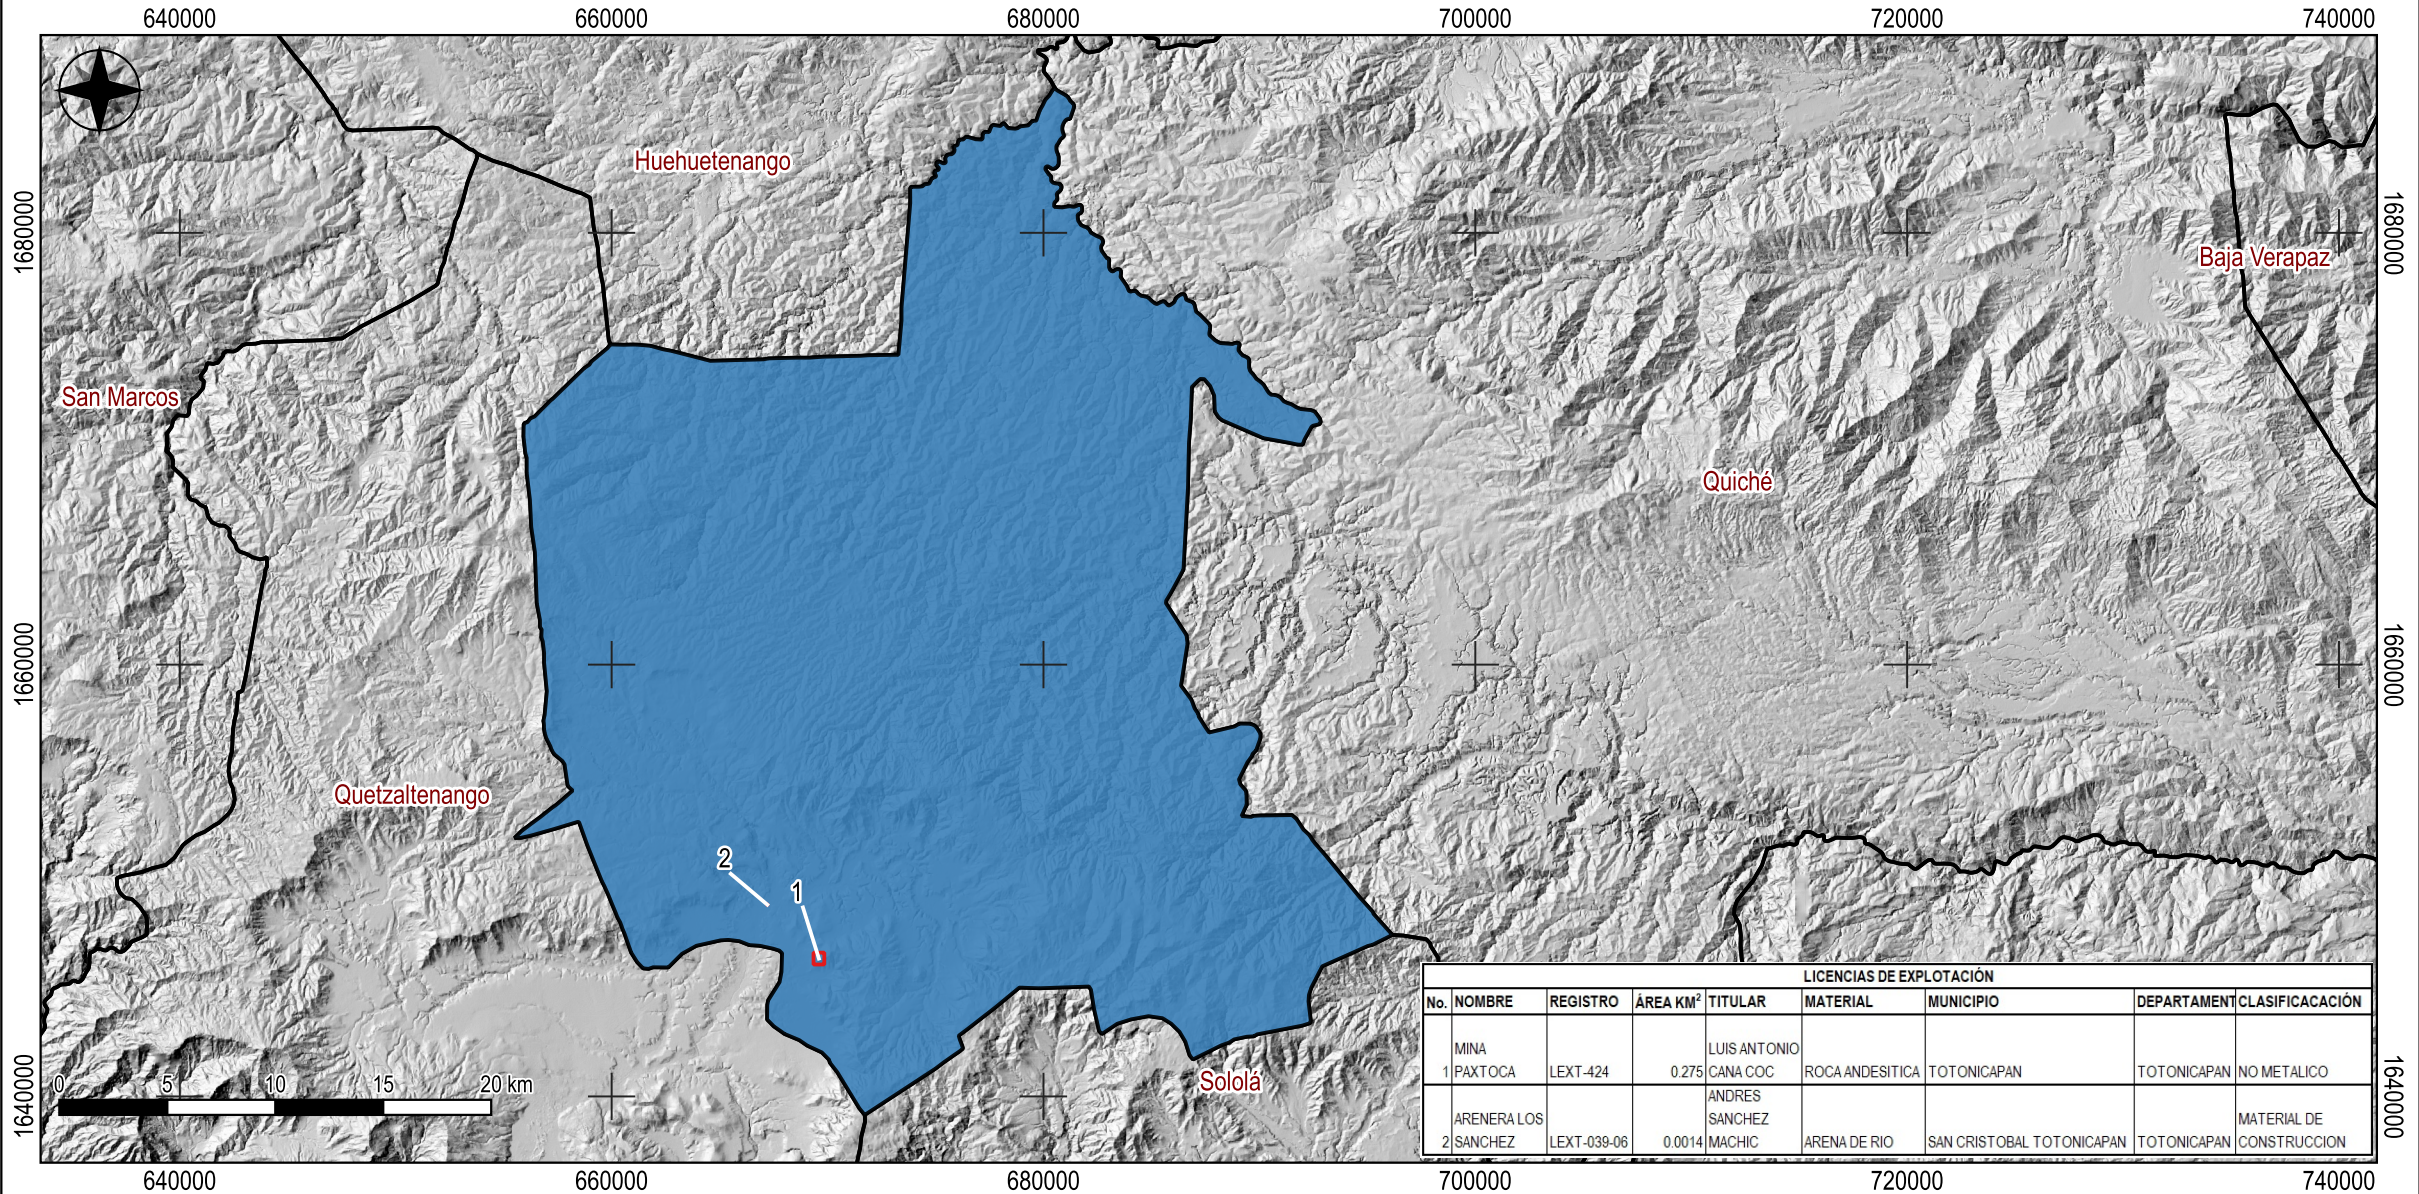 640000 660000 680000 700000 720000 740000
Huehuetenango
1680000 1680000
Baja Verapaz
San Marcos
Quiché
1660000 1660000
Quetzaltenango
2
1
LICENCIAS DE EXPLOTACIÓN
No. NOMBRE REGISTRO ÁREA KM² TITULAR MATERIAL MUNICIPIO DEPARTAMENT CLASIFICACACIÓN
1 MINA PAXTOCA LEXT-424 0.275 LUIS ANTONIO CANA COC ROCA ANDESITICA TOTONICAPAN TOTONICAPAN NO METALICO
2 ARENERA LOS SANCHEZ LEXT-039-06 0.0014 ANDRES SANCHEZ MACHIC ARENA DE RIO SAN CRISTOBAL TOTONICAPAN TOTONICAPAN MATERIAL DE CONSTRUCCION
Sololá
0 5 10 15 20 km
1640000 1640000
640000 660000 680000 700000 720000 740000